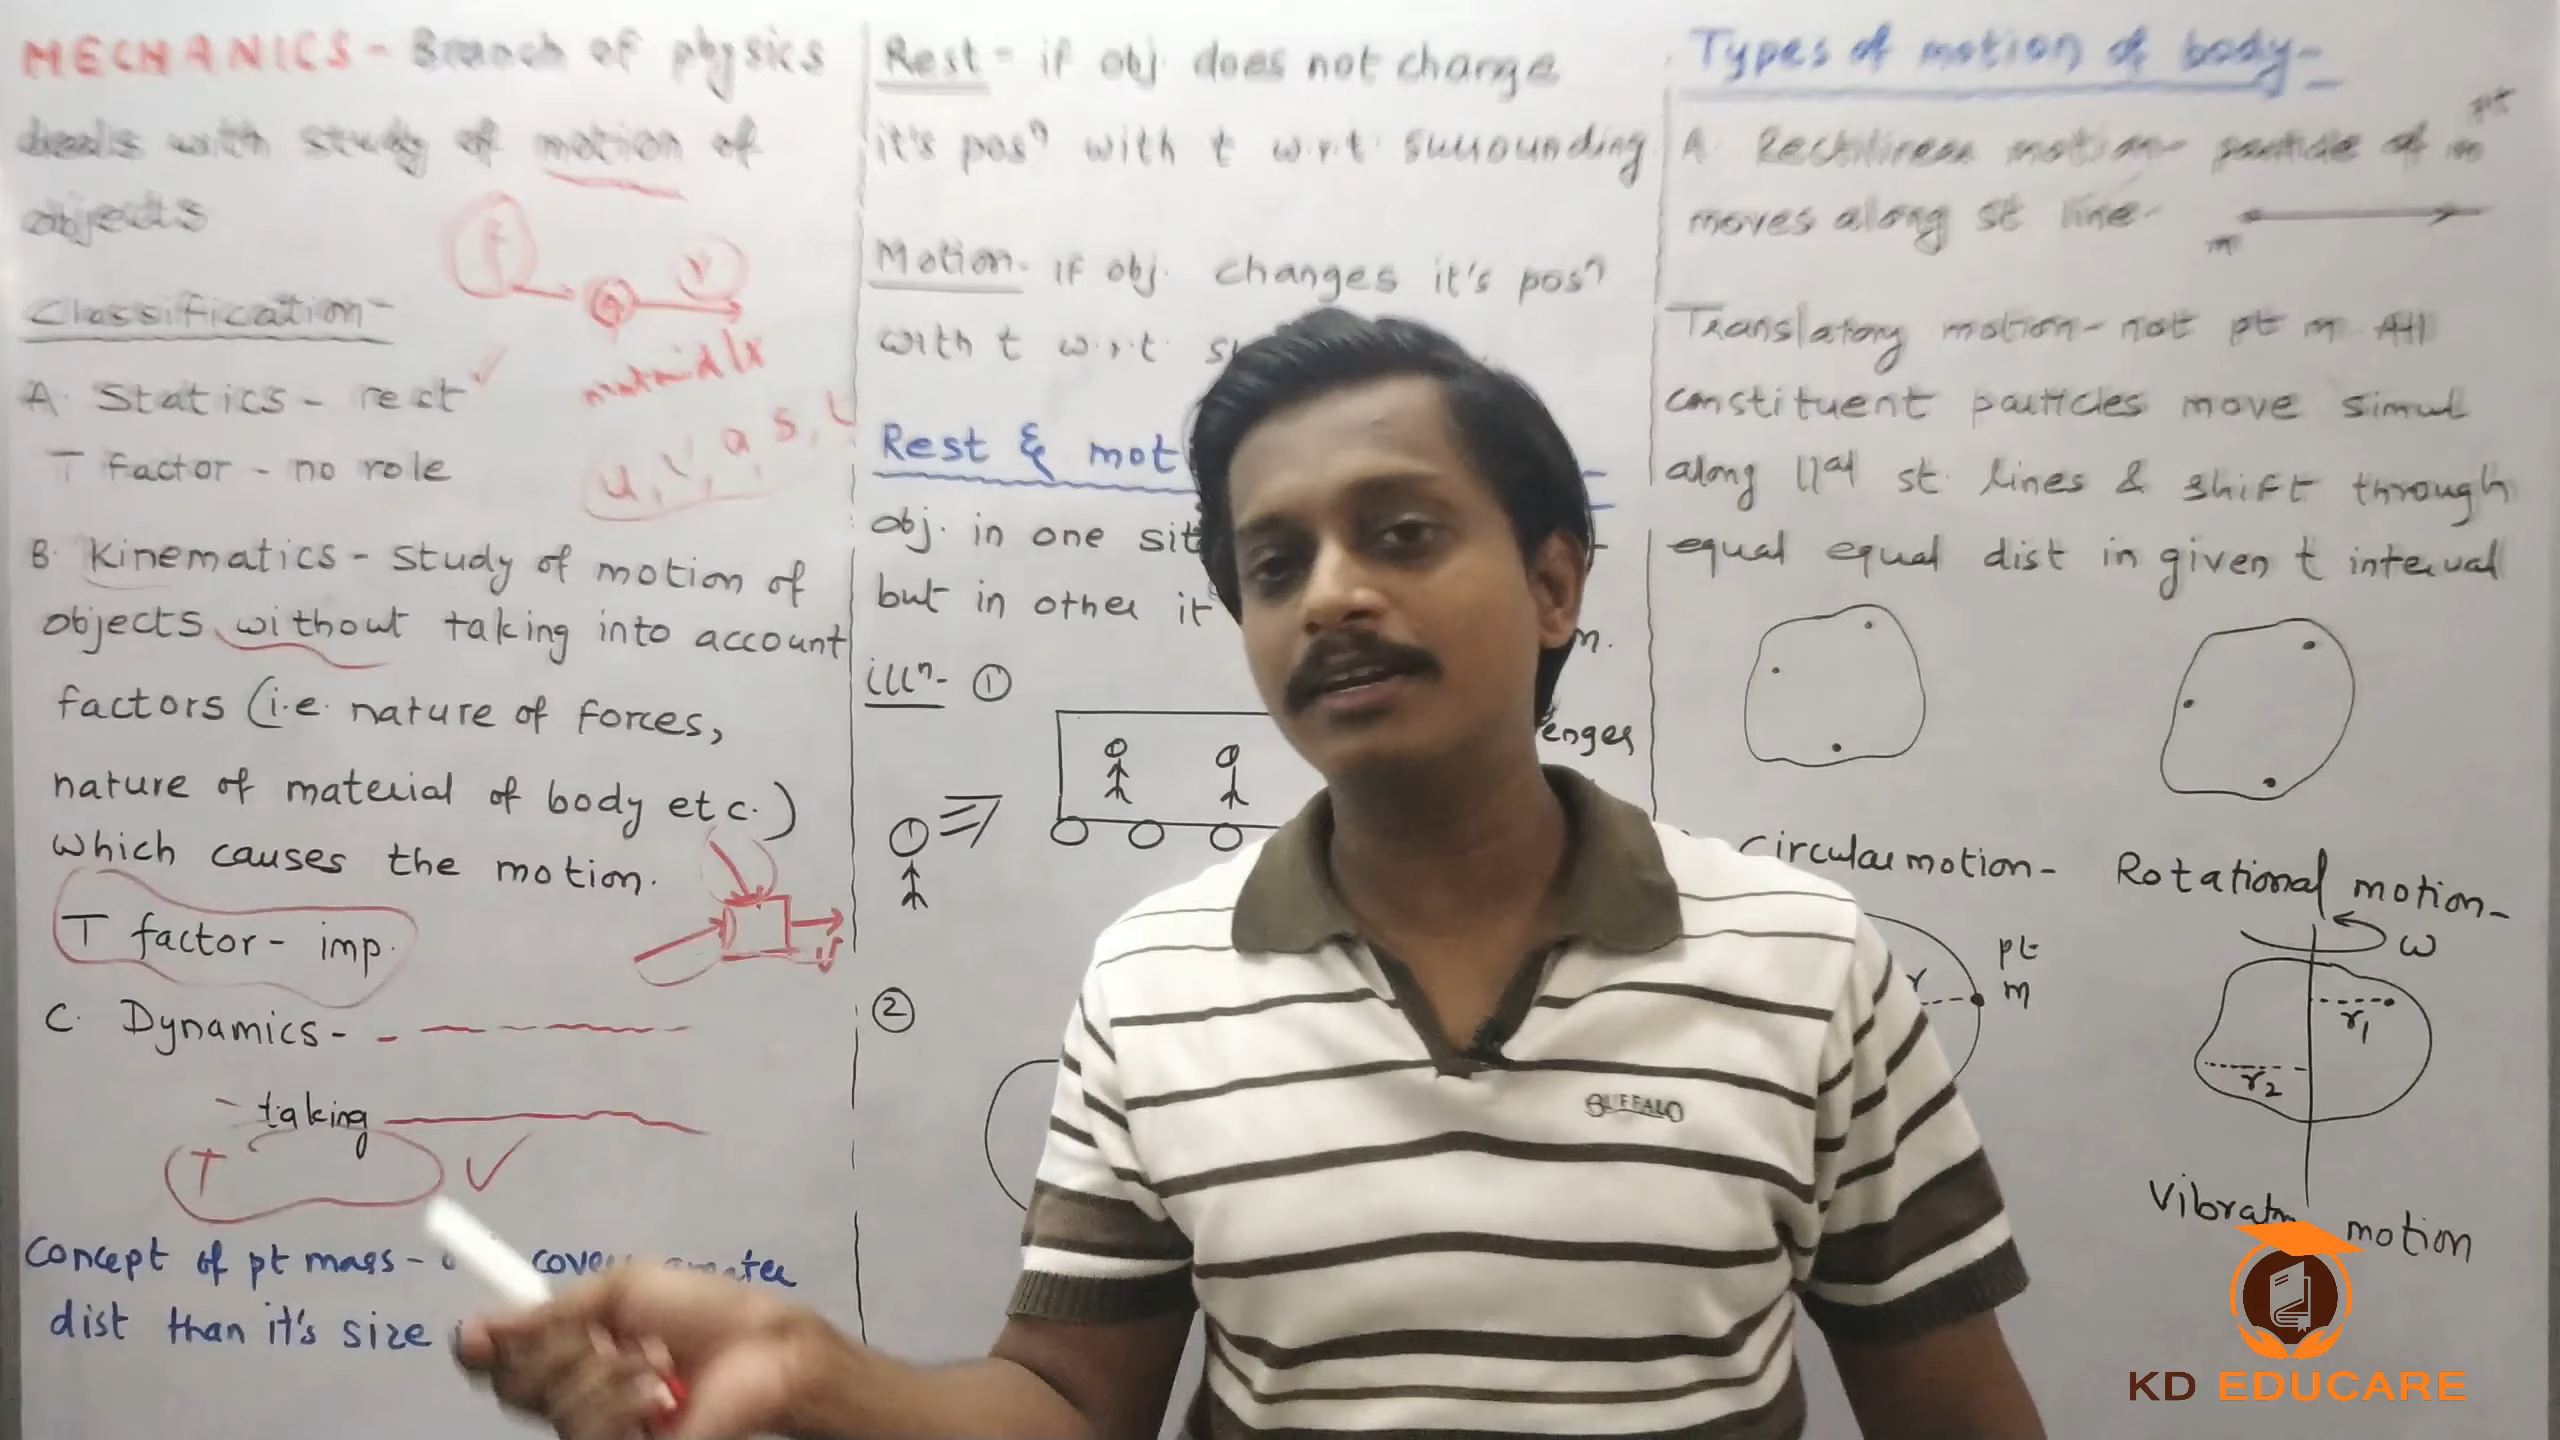 MECHANICS - Branch of physics
deals with study of motion of
objects
F
V
Classification -
A. Statics - rest
T factor - no role
u, v, a, s, t
B. Kinematics - study of motion of
objects without taking into account
factors (i.e. nature of forces,
nature of material of body etc.)
which causes the motion.
T factor - imp.
C. Dynamics -
- taking
T
Concept of pt mass -
dist than it's size
Rest - if obj does not change
it's posⁿ with t w.r.t. surrounding
Motion - if obj. changes it's posⁿ
with t w.r.t.
Rest & mot
obj. in one sit
but in other it
illⁿ- ①
enger
②
Types of motion of body -
A. Rectilinear motion - particle of pt m
moves along st line -
m
Translatory motion - not pt m All
constituent particles move simul
along 11al st. lines & shift through
equal equal dist in given t interval
Circular motion -
r
pt
m
Rotational motion -
ω
r₁
r₂
motion
BUFFALO
KD EDUCARE